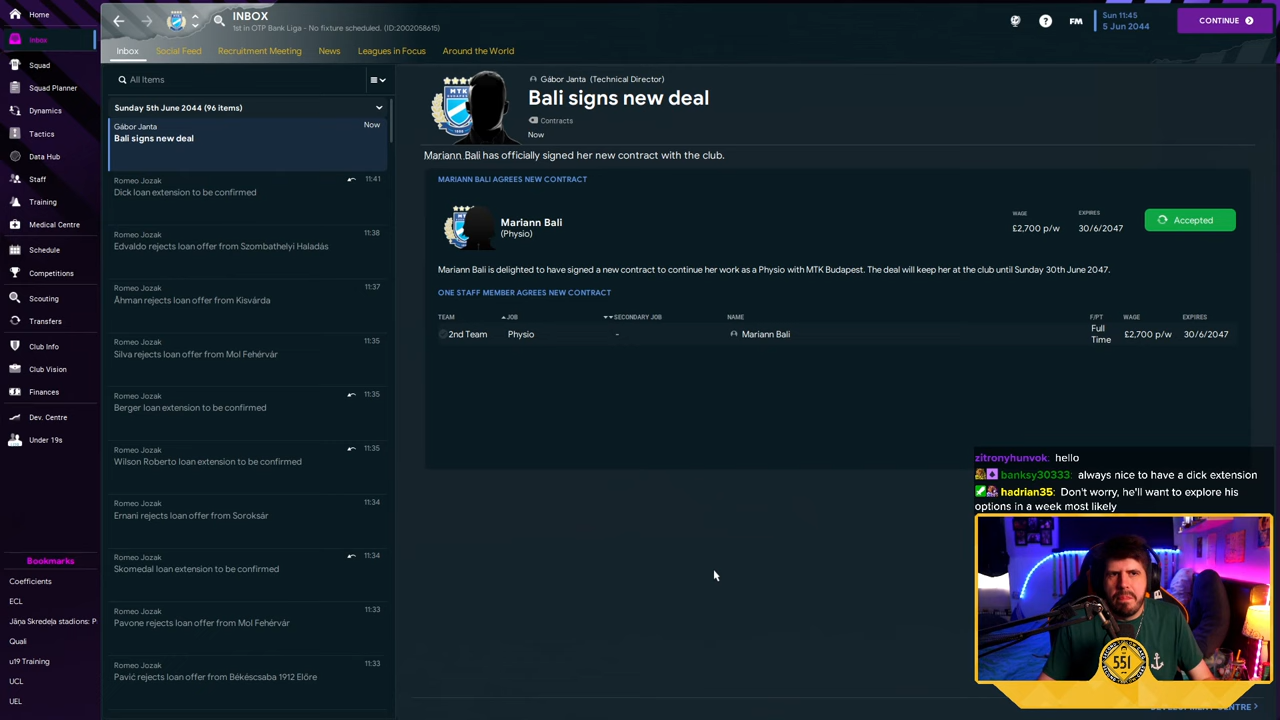 Home
Inbox
Squad
Squad Planner
Dynamics
Tactics
Data Hub
Staff
Training
Medical Centre
Schedule
Competitions
Scouting
Transfers
Club Info
Club Vision
Finances
Dev. Centre
Under 19s
Bookmarks
Coefficients
ECL
Jāņa Skredeļa stadions: P
Quali
u19 Training
UCL
UEL
INBOX
1st in OTP Bank Liga - No fixture scheduled. (ID:2002058615)
FM
Sun 11:45
5 Jun 2044
CONTINUE
Inbox
Social Feed
Recruitment Meeting
News
Leagues in Focus
Around the World
All Items
Sunday 5th June 2044 (96 items)
Gábor Janta
Now
Bali signs new deal
Romeo Jozak
11:41
Dick loan extension to be confirmed
Romeo Jozak
11:38
Edvaldo rejects loan offer from Szombathelyi Haladás
Romeo Jozak
11:37
Åhman rejects loan offer from Kisvárda
Romeo Jozak
11:35
Silva rejects loan offer from Mol Fehérvár
Romeo Jozak
11:35
Berger loan extension to be confirmed
Romeo Jozak
11:35
Wilson Roberto loan extension to be confirmed
Romeo Jozak
11:34
Ernani rejects loan offer from Soroksár
Romeo Jozak
11:34
Skomedal loan extension to be confirmed
Romeo Jozak
11:33
Pavone rejects loan offer from Mol Fehérvár
Romeo Jozak
11:33
Pavić rejects loan offer from Békéscsaba 1912 Előre
MTK
Gábor Janta (Technical Director)
Bali signs new deal
Contracts
Now
Mariann Bali has officially signed her new contract with the club.
MARIANN BALI AGREES NEW CONTRACT
Mariann Bali
(Physio)
WAGE
£2,700 p/w
EXPIRES
30/6/2047
Accepted
Mariann Bali is delighted to have signed a new contract to continue her work as a Physio with MTK Budapest. The deal will keep her at the club until Sunday 30th June 2047.
ONE STAFF MEMBER AGREES NEW CONTRACT
TEAM JOB SECONDARY JOB NAME F/PT WAGE EXPIRES
2nd Team Physio - Mariann Bali Full Time £2,700 p/w 30/6/2047
zitronyhunvok: hello
banksy30333: always nice to have a dick extension
hadrian35: Don't worry, he'll want to explore his
options in a week most likely
551
DEVELOPMENT CENTRE